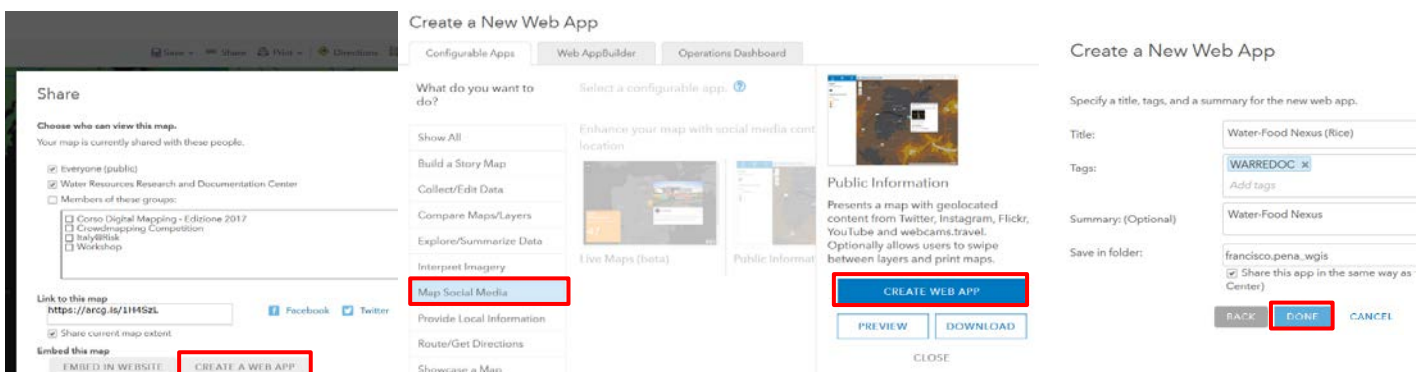 Save Share Print Directions
Share
Choose who can view this map.
Your map is currently shared with these people.
Everyone (public)
Water Resources Research and Documentation Center
Members of these groups:
Corso Digital Mapping - Edizione 2017
Crowdmapping Competition
Italy@Risk
Workshop
Link to this map
https://arcg.is/1H4SzL
Facebook Twitter
Share current map extent
Embed this map
EMBED IN WEBSITE CREATE A WEB APP
Create a New Web App
Configurable Apps Web AppBuilder Operations Dashboard
What do you want to
do?
Show All
Build a Story Map
Collect/Edit Data
Compare Maps/Layers
Explore/Summarize Data
Interpret Imagery
Map Social Media
Provide Local Information
Route/Get Directions
Showcase a Map
Select a configurable app.
Enhance your map with social media cont
location
Live Maps (beta) Public Informat
Public Information
Presents a map with geolocated
content from Twitter, Instagram, Flickr,
YouTube and webcams.travel.
Optionally allows users to swipe
between layers and print maps.
CREATE WEB APP
PREVIEW DOWNLOAD
CLOSE
Create a New Web App
Specify a title, tags, and a summary for the new web app.
Title: Water-Food Nexus (Rice)
Tags: WARREDOC x
Add tags
Summary: (Optional) Water-Food Nexus
Save in folder: francisco.pena_wgis
Share this app in the same way as
Center)
BACK DONE CANCEL